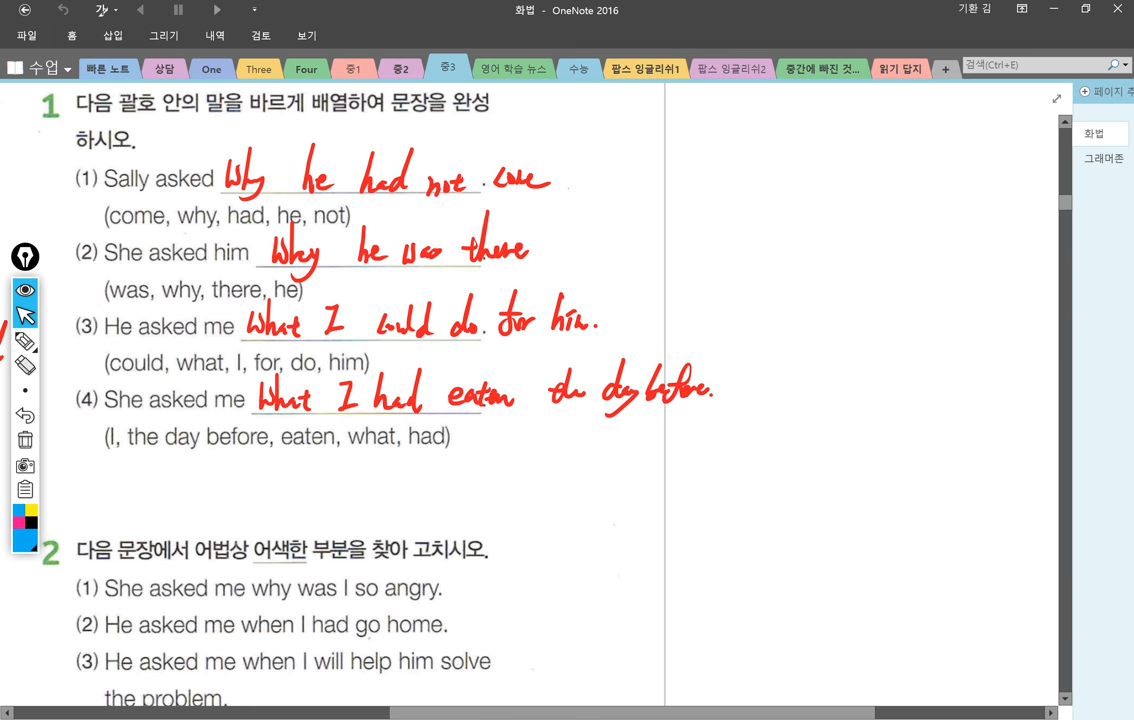 화법 - OneNote 2016
기환 김
파일 홈 삽입 그리기 내역 검토 보기
수업 빠른 노트 상담 One Three Four 중1 중2 중3 영어 학습 뉴스 수능 팝스 잉글리쉬1 팝스 잉글리쉬2 중간에 빠진 것... 읽기 답지 + 검색(Ctrl+E)
페이지 추
화법
그래머존
1 다음 괄호 안의 말을 바르게 배열하여 문장을 완성
하시오.
(1) Sally asked why he had not . come
(come, why, had, he, not)
(2) She asked him why he was there
(was, why, there, he)
(3) He asked me what I could do. for him.
(could, what, I, for, do, him)
(4) She asked me what I had eaten the day before.
(I, the day before, eaten, what, had)
2 다음 문장에서 어법상 어색한 부분을 찾아 고치시오.
(1) She asked me why was I so angry.
(2) He asked me when I had go home.
(3) He asked me when I will help him solve
the problem.